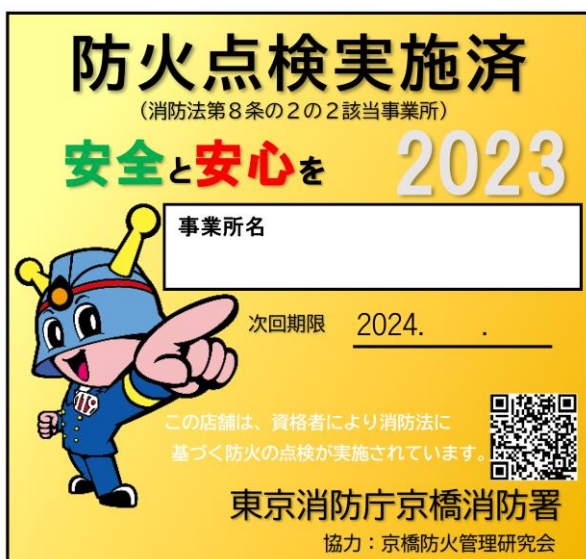 防火点検実施済
（消防法第８条の２の２該当事業所）
安全と安心を 2023
事業所名
次回期限 2024. .
この店舗は、資格者により消防法に
基づく防火の点検が実施されています。
東京消防庁京橋消防署
協力：京橋防火管理研究会